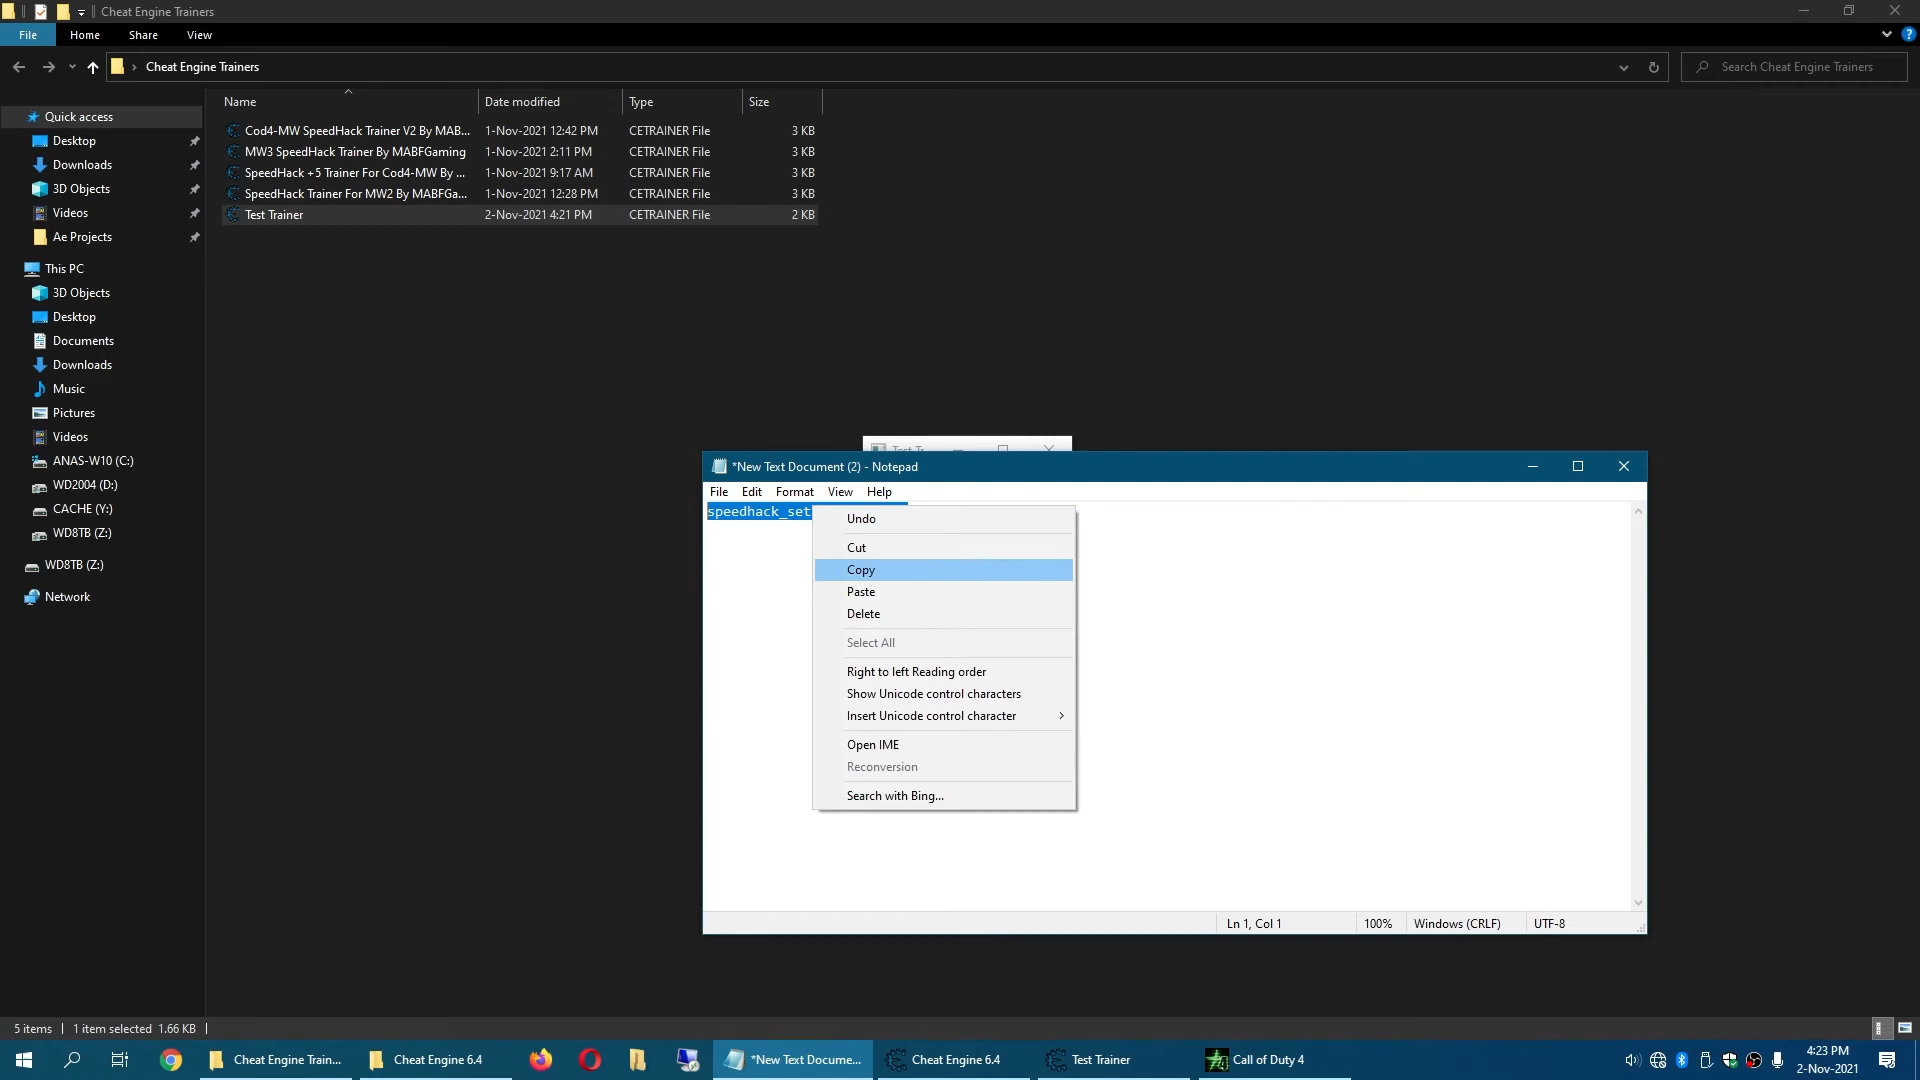 Cheat Engine Trainers
File Home Share View
Cheat Engine Trainers
Search Cheat Engine Trainers
Name Date modified Type Size
Cod4-MW SpeedHack Trainer V2 By MAB... 1-Nov-2021 12:42 PM CETRAINER File 3 KB
MW3 SpeedHack Trainer By MABFGaming 1-Nov-2021 2:11 PM CETRAINER File 3 KB
SpeedHack +5 Trainer For Cod4-MW By ... 1-Nov-2021 9:17 AM CETRAINER File 3 KB
SpeedHack Trainer For MW2 By MABFGa... 1-Nov-2021 12:28 PM CETRAINER File 3 KB
Test Trainer 2-Nov-2021 4:21 PM CETRAINER File 2 KB
Quick access
Desktop
Downloads
3D Objects
Videos
Ae Projects
This PC
3D Objects
Desktop
Documents
Downloads
Music
Pictures
Videos
ANAS-W10 (C:)
WD2004 (D:)
CACHE (Y:)
WD8TB (Z:)
WD8TB (Z:)
Network
*New Text Document (2) - Notepad
File Edit Format View Help
speedhack_set
Undo
Cut
Copy
Paste
Delete
Select All
Right to left Reading order
Show Unicode control characters
Insert Unicode control character
Open IME
Reconversion
Search with Bing...
Ln 1, Col 1 100% Windows (CRLF) UTF-8
5 items 1 item selected 1.66 KB
Cheat Engine Train... Cheat Engine 6.4 *New Text Docume... Cheat Engine 6.4 Test Trainer Call of Duty 4
4:23 PM
2-Nov-2021